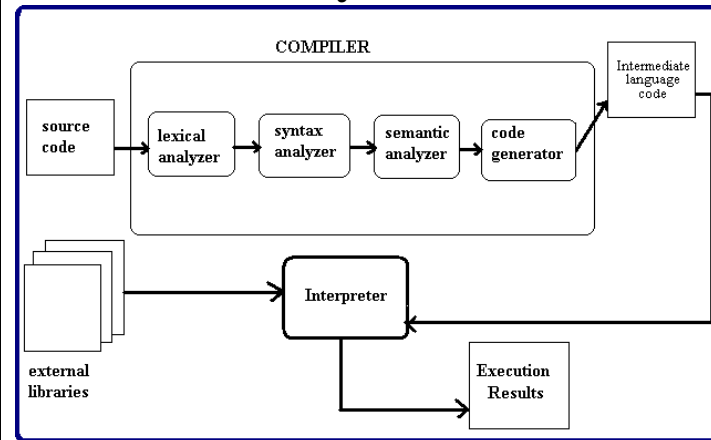 COMPILER
Intermediate
language
code
source
code
lexical
analyzer
syntax
analyzer
semantic
analyzer
code
generator
Interpreter
external
libraries
Execution
Results